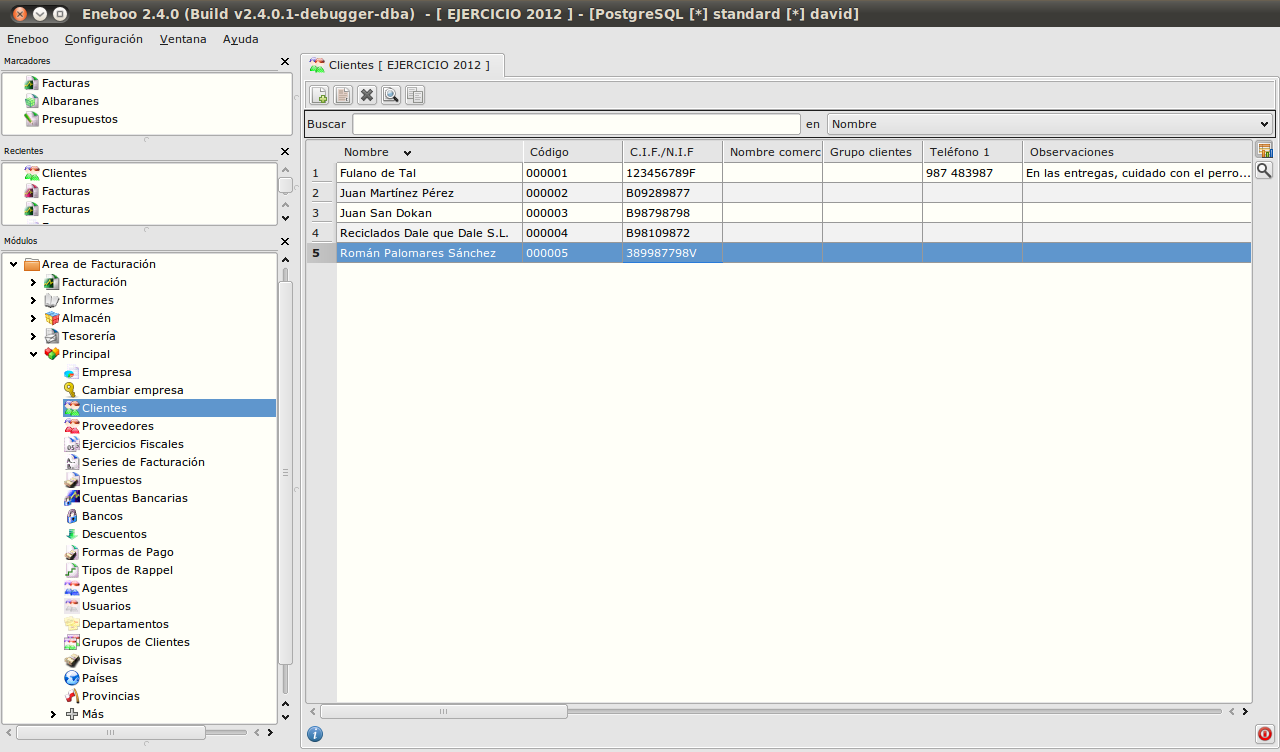 Eneboo 2.4.0 (Build v2.4.0.1-debugger-dba)  - [ EJERCICIO 2012 ] - [PostgreSQL [*] standard [*] david]
Eneboo Configuración Ventana Ayuda
Marcadores
Facturas
Albaranes
Presupuestos
Recientes
Clientes
Facturas
Facturas
Módulos
Area de Facturación
Facturación
Informes
Almacén
Tesorería
Principal
Empresa
Cambiar empresa
Clientes
Proveedores
Ejercicios Fiscales
Series de Facturación
Impuestos
Cuentas Bancarias
Bancos
Descuentos
Formas de Pago
Tipos de Rappel
Agentes
Usuarios
Departamentos
Grupos de Clientes
Divisas
Países
Provincias
Más
Clientes [ EJERCICIO 2012 ]
Buscar en Nombre
Nombre Código C.I.F./N.I.F Nombre comerc Grupo clientes Teléfono 1 Observaciones
1 Fulano de Tal 000001 123456789F 987 483987 En las entregas, cuidado con el perro...
2 Juan Martínez Pérez 000002 B09289877
3 Juan San Dokan 000003 B98798798
4 Reciclados Dale que Dale S.L. 000004 B98109872
5 Román Palomares Sánchez 000005 389987798V